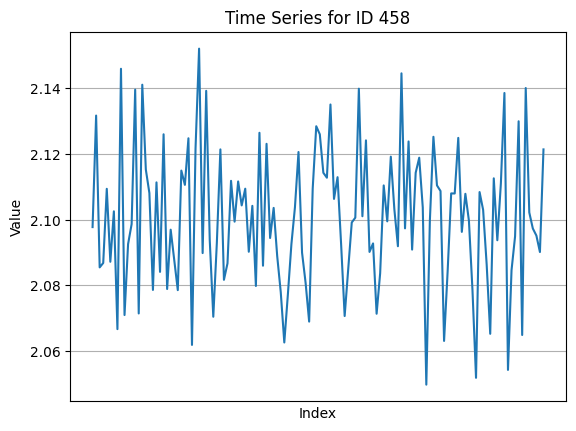 Time Series for ID 458
Value
2.14
2.12
2.10
2.08
2.06
Index